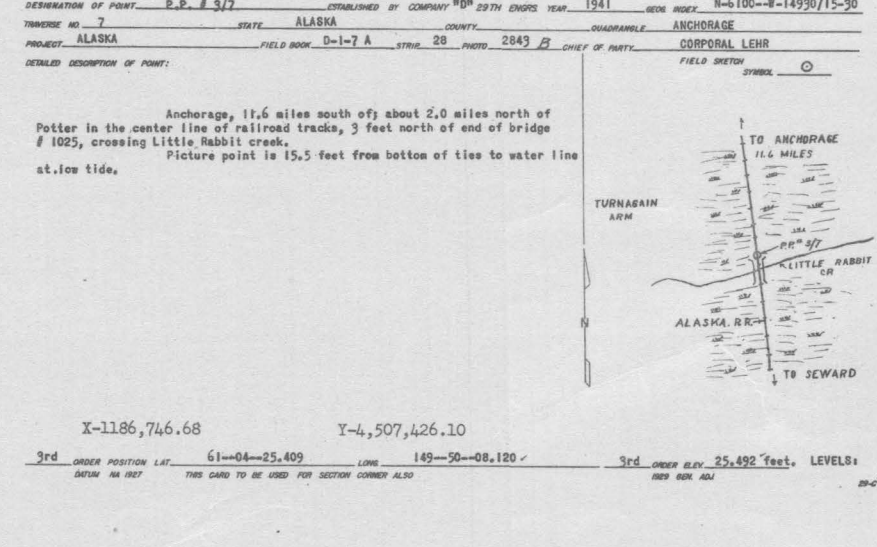 DESIGNATION OF POINT P.P. # 3/7 ESTABLISHED BY COMPANY "D" 29TH ENGRS YEAR 1941 GEOG INDEX N-6100--W-14930/15-30
TRAVERSE NO. 7 STATE ALASKA COUNTY QUADRANGLE ANCHORAGE
PROJECT ALASKA FIELD BOOK D-1-7 A STRIP 28 PHOTO 2843 B CHIEF OF PARTY CORPORAL LEHR
DETAILED DESCRIPTION OF POINT:
FIELD SKETCH
SYMBOL
Anchorage, 11.6 miles south of; about 2.0 miles north of
Potter in the center line of railroad tracks, 3 feet north of end of bridge
# 1025, crossing Little Rabbit creek.
Picture point is 15.5 feet from bottom of ties to water line
at low tide.
TO ANCHORAGE
11.6 MILES
TURNAGAIN
ARM
P.P.# 3/7
LITTLE RABBIT
CR
N
ALASKA. R.R.
TO SEWARD
X-1186,746.68 Y-4,507,426.10
3rd ORDER POSITION LAT 61--04--25.409 LONG 149--50--08.120 3rd ORDER ELEV 25.492 feet. LEVELS:
DATUM NA 1927 THIS CARD TO BE USED FOR SECTION CORNER ALSO 1929 GEN. ADJ
29-C